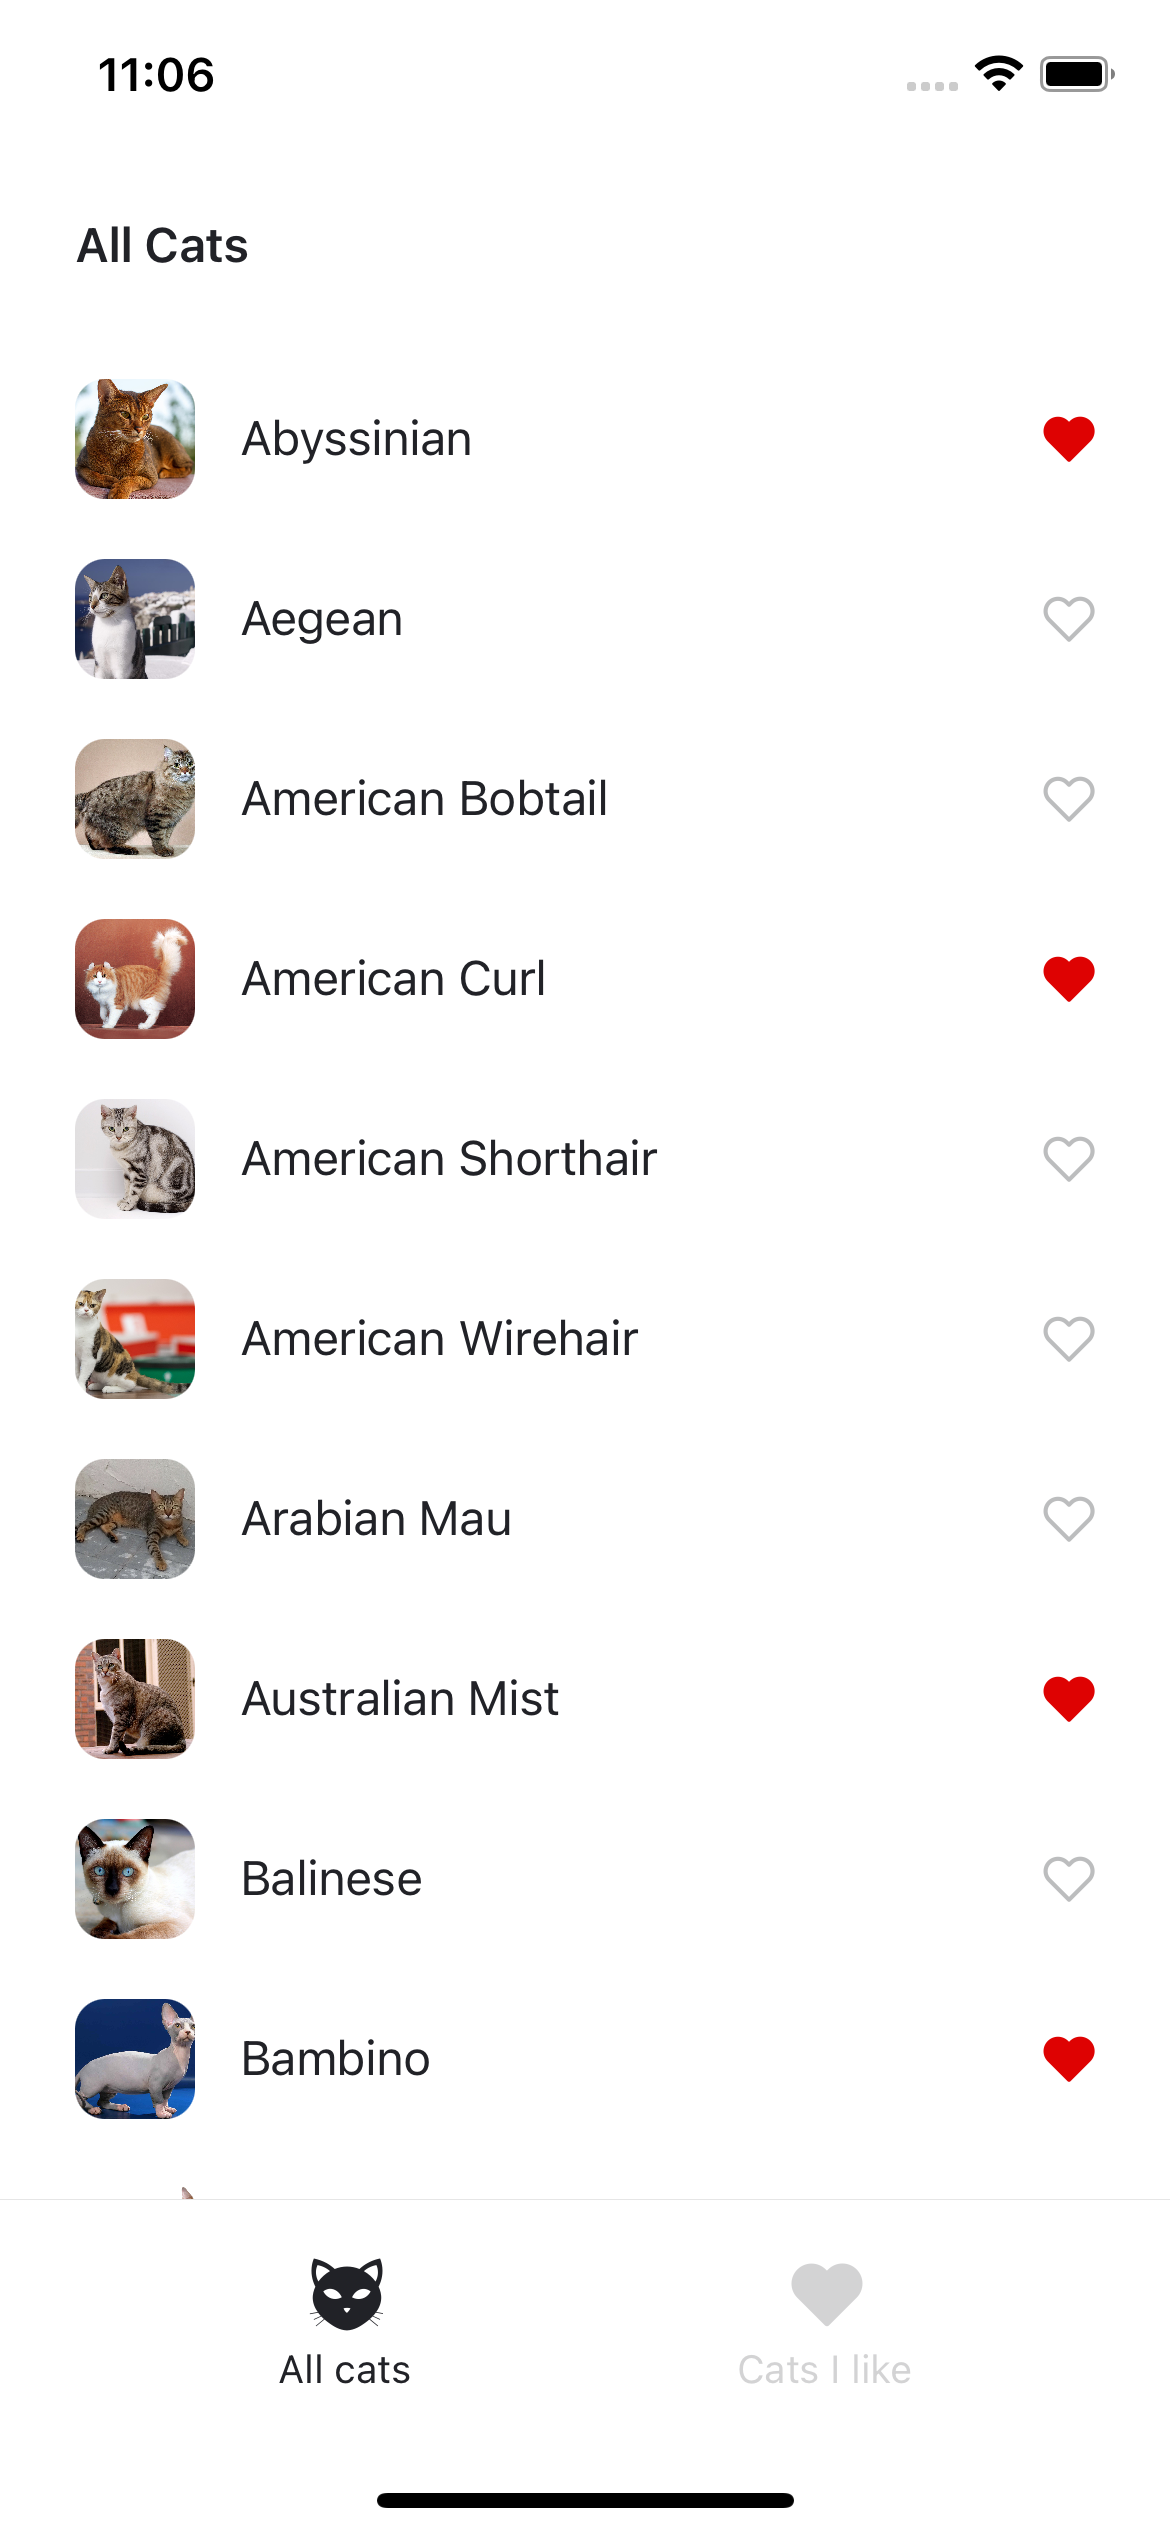 11:06
All Cats
Abyssinian
Aegean
American Bobtail
American Curl
American Shorthair
American Wirehair
Arabian Mau
Australian Mist
Balinese
Bambino
All cats
Cats I like